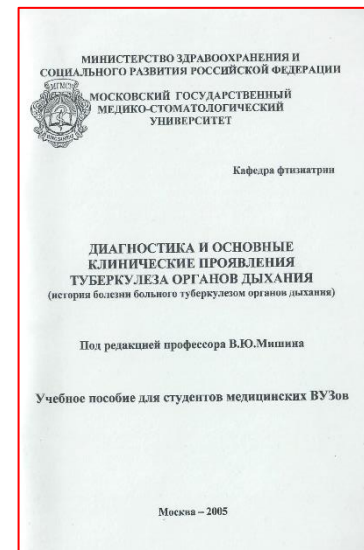 МИНИСТЕРСТВО ЗДРАВООХРАНЕНИЯ И
СОЦИАЛЬНОГО РАЗВИТИЯ РОССИЙСКОЙ ФЕДЕРАЦИИ
МГМСУ
МОСКОВСКИЙ ГОСУДАРСТВЕННЫЙ
МЕДИКО-СТОМАТОЛОГИЧЕСКИЙ
УНИВЕРСИТЕТ
Кафедра фтизиатрии
ДИАГНОСТИКА И ОСНОВНЫЕ
КЛИНИЧЕСКИЕ ПРОЯВЛЕНИЯ
ТУБЕРКУЛЕЗА ОРГАНОВ ДЫХАНИЯ
(история болезни больного туберкулезом органов дыхания)
Под редакцией профессора В.Ю.Мишина
Учебное пособие для студентов медицинских ВУЗов
Москва – 2005